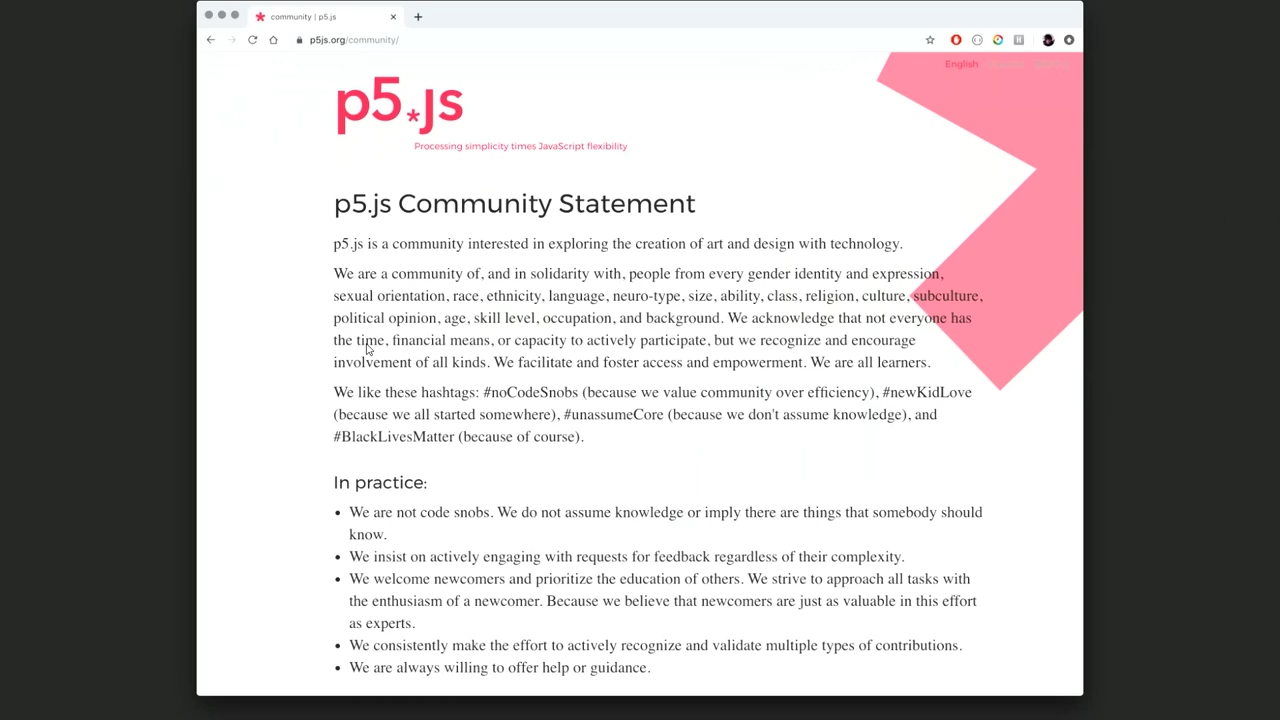 community | p5.js
p5js.org/community/
English
p5.js
Processing simplicity times JavaScript flexibility
p5.js Community Statement
p5.js is a community interested in exploring the creation of art and design with technology.
We are a community of, and in solidarity with, people from every gender identity and expression,
sexual orientation, race, ethnicity, language, neuro-type, size, ability, class, religion, culture, subculture,
political opinion, age, skill level, occupation, and background. We acknowledge that not everyone has
the time, financial means, or capacity to actively participate, but we recognize and encourage
involvement of all kinds. We facilitate and foster access and empowerment. We are all learners.
We like these hashtags: #noCodeSnobs (because we value community over efficiency), #newKidLove
(because we all started somewhere), #unassumeCore (because we don't assume knowledge), and
#BlackLivesMatter (because of course).
In practice:
• We are not code snobs. We do not assume knowledge or imply there are things that somebody should
know.
• We insist on actively engaging with requests for feedback regardless of their complexity.
• We welcome newcomers and prioritize the education of others. We strive to approach all tasks with
the enthusiasm of a newcomer. Because we believe that newcomers are just as valuable in this effort
as experts.
• We consistently make the effort to actively recognize and validate multiple types of contributions.
• We are always willing to offer help or guidance.